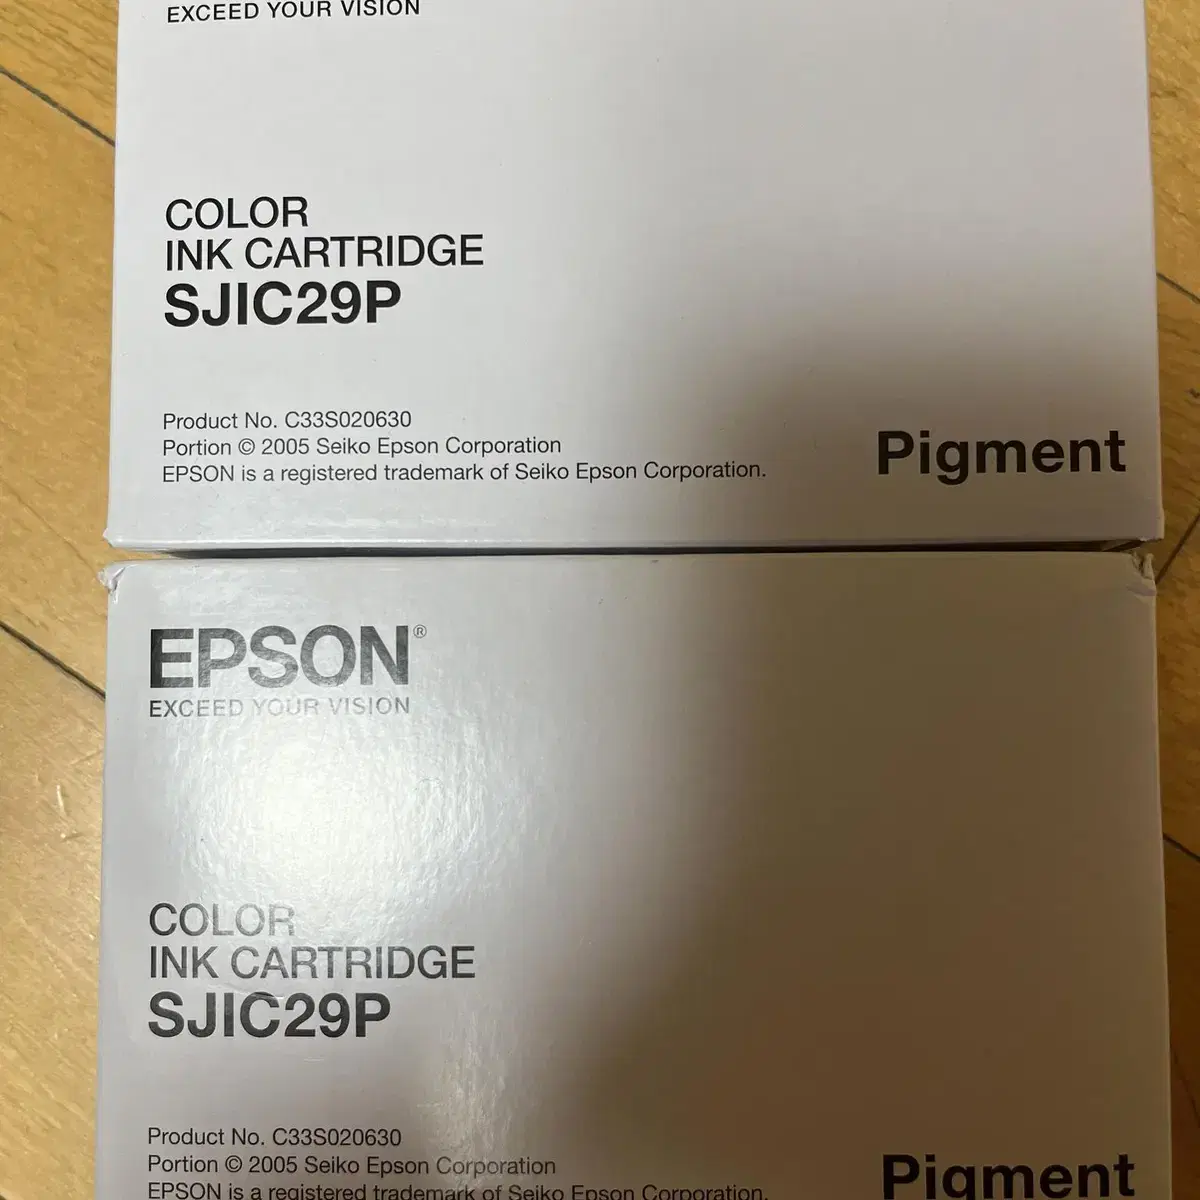 EXCEED YOUR VISION
COLOR
INK CARTRIDGE
SJIC29P
Product No. C33S020630
Portion © 2005 Seiko Epson Corporation
EPSON is a registered trademark of Seiko Epson Corporation.
Pigment
EPSON®
EXCEED YOUR VISION
COLOR
INK CARTRIDGE
SJIC29P
Product No. C33S020630
Portion © 2005 Seiko Epson Corporation
EPSON is a registered trademark of Seiko Epson Corporation.
Pigment